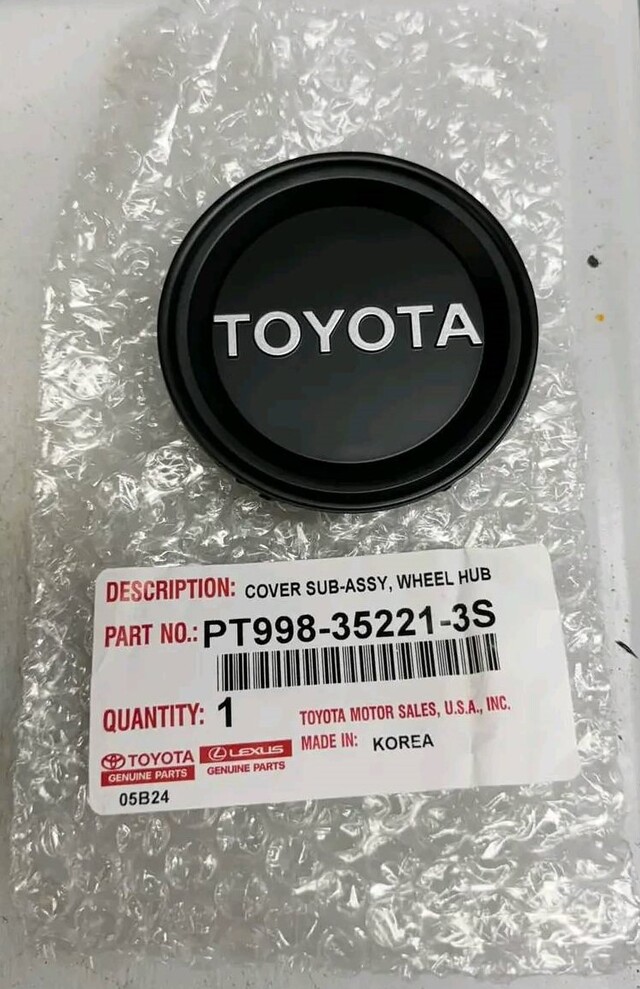 TOYOTA
DESCRIPTION: COVER SUB-ASSY, WHEEL HUB
PART NO.: PT998-35221-3S
QUANTITY: 1
TOYOTA MOTOR SALES, U.S.A., INC.
MADE IN: KOREA
TOYOTA
GENUINE PARTS
LEXUS
GENUINE PARTS
05B24